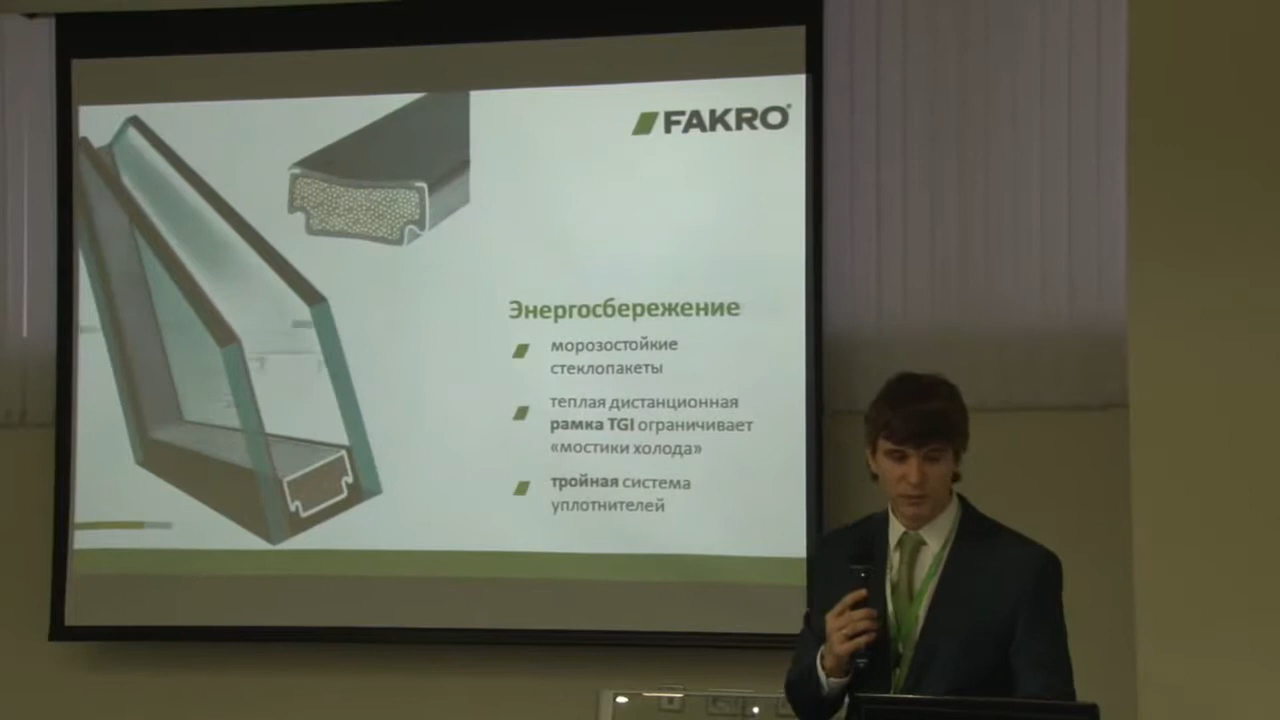 FAKRO®
Энергосбережение
морозостойкие
стеклопакеты
теплая дистанционная
рамка TGI ограничивает
«мостики холода»
тройная система
уплотнителей